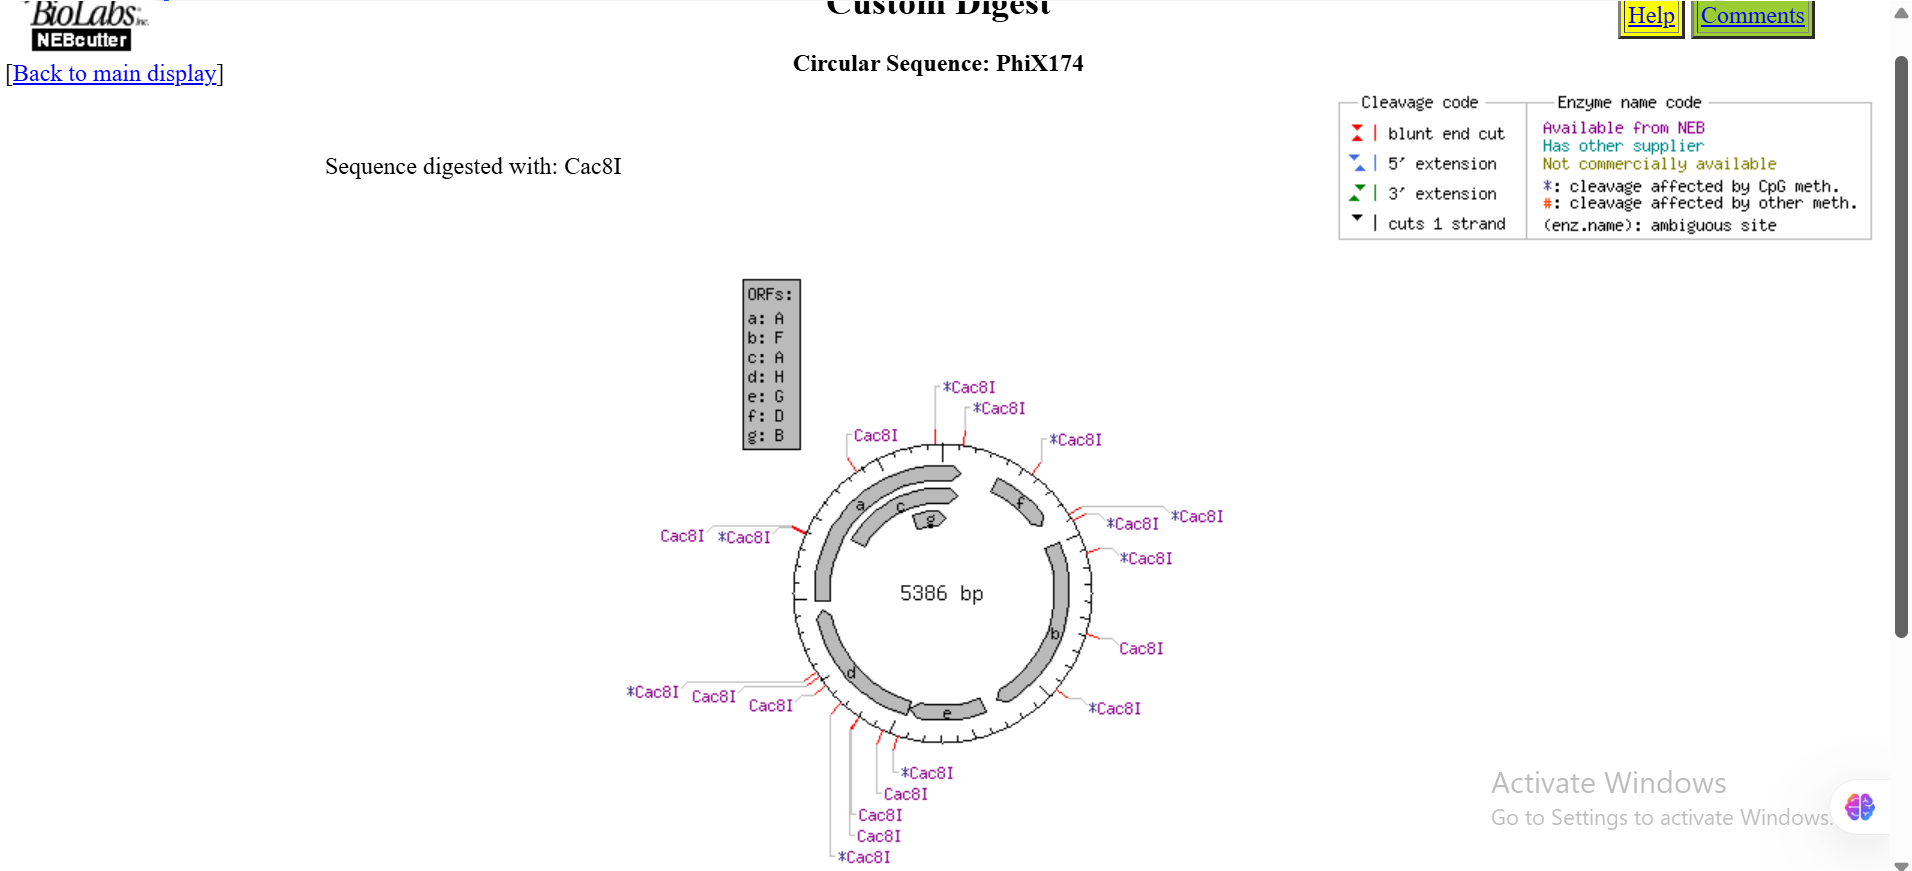 BioLabs Inc.
NEBcutter
Custom Digest
Help
Comments
[Back to main display]
Circular Sequence: PhiX174
Cleavage code
blunt end cut
5′ extension
3′ extension
cuts 1 strand
Enzyme name code
Available from NEB
Has other supplier
Not commercially available
*: cleavage affected by CpG meth.
#: cleavage affected by other meth.
(enz.name): ambiguous site
Sequence digested with: Cac8I
ORFs:
a: A
b: F
c: A
d: H
e: G
f: D
g: B
*Cac8I
*Cac8I
Cac8I
*Cac8I
*Cac8I
*Cac8I
Cac8I *Cac8I
*Cac8I
a
c
g
f
5386 bp
b
d
e
Cac8I
*Cac8I
Cac8I
Cac8I
*Cac8I
*Cac8I
Cac8I
Cac8I
Cac8I
*Cac8I
Activate Windows
Go to Settings to activate Windows.